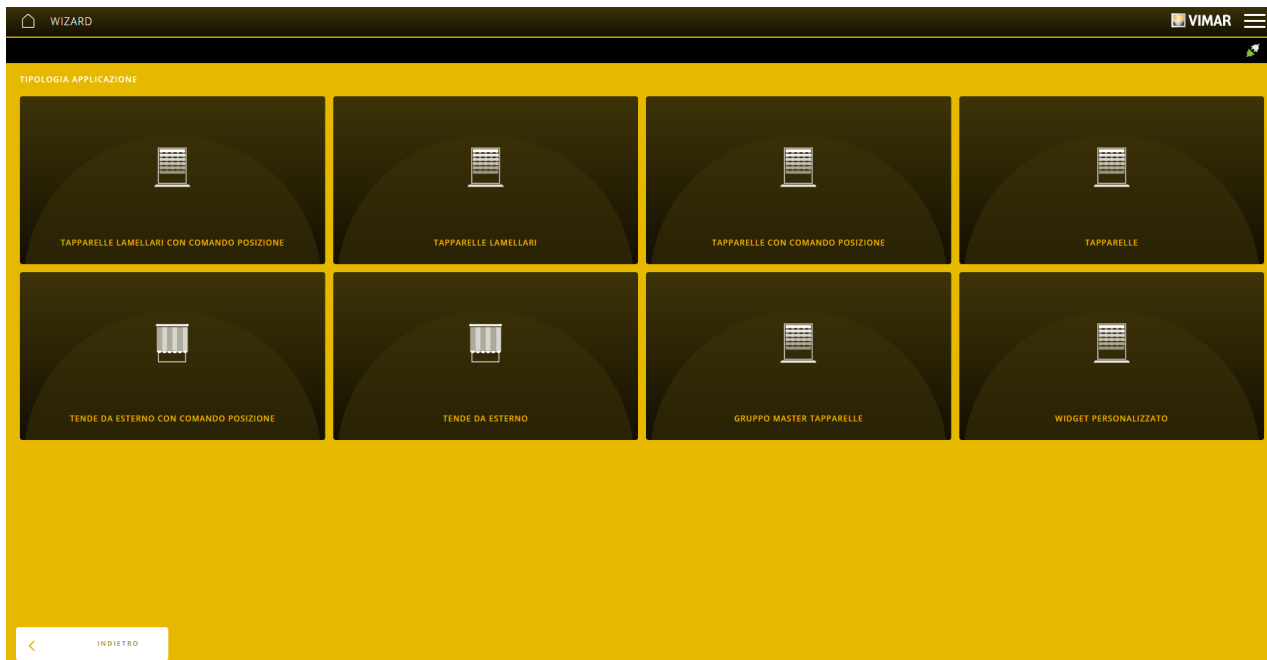 WIZARD
VIMAR
TIPOLOGIA APPLICAZIONE
TAPPARELLE LAMELLARI CON COMANDO POSIZIONE
TAPPARELLE LAMELLARI
TAPPARELLE CON COMANDO POSIZIONE
TAPPARELLE
TENDE DA ESTERNO CON COMANDO POSIZIONE
TENDE DA ESTERNO
GRUPPO MASTER TAPPARELLE
WIDGET PERSONALIZZATO
INDIETRO